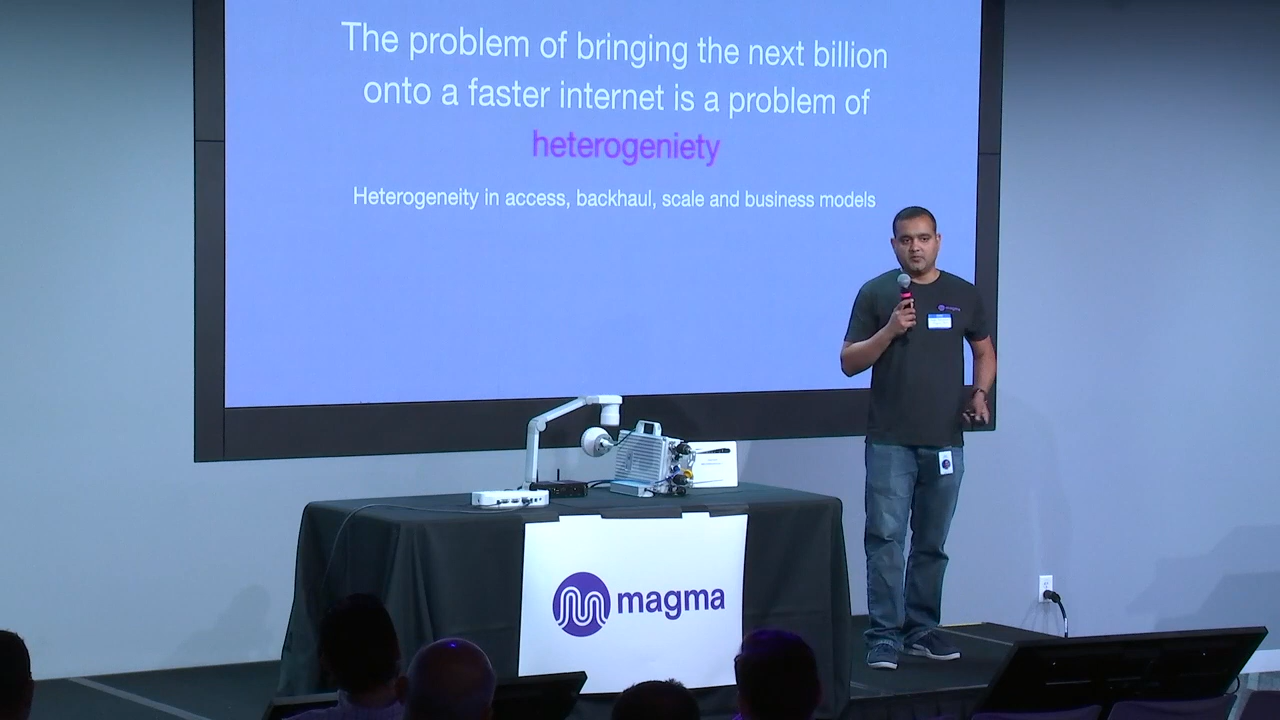 The problem of bringing the next billion
onto a faster internet is a problem of
heterogeniety
Heterogeneity in access, backhaul, scale and business models
magma
magma